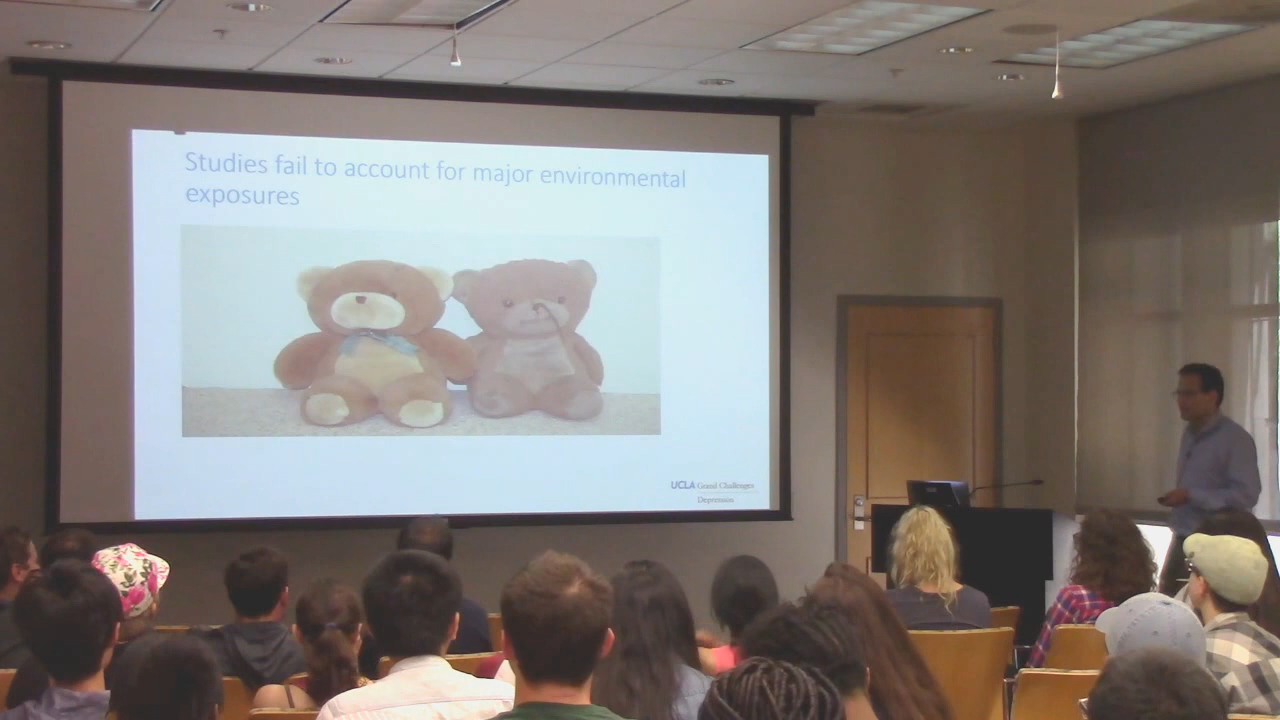 Studies fail to account for major environmental
exposures
UCLA Grand Challenges
Depression